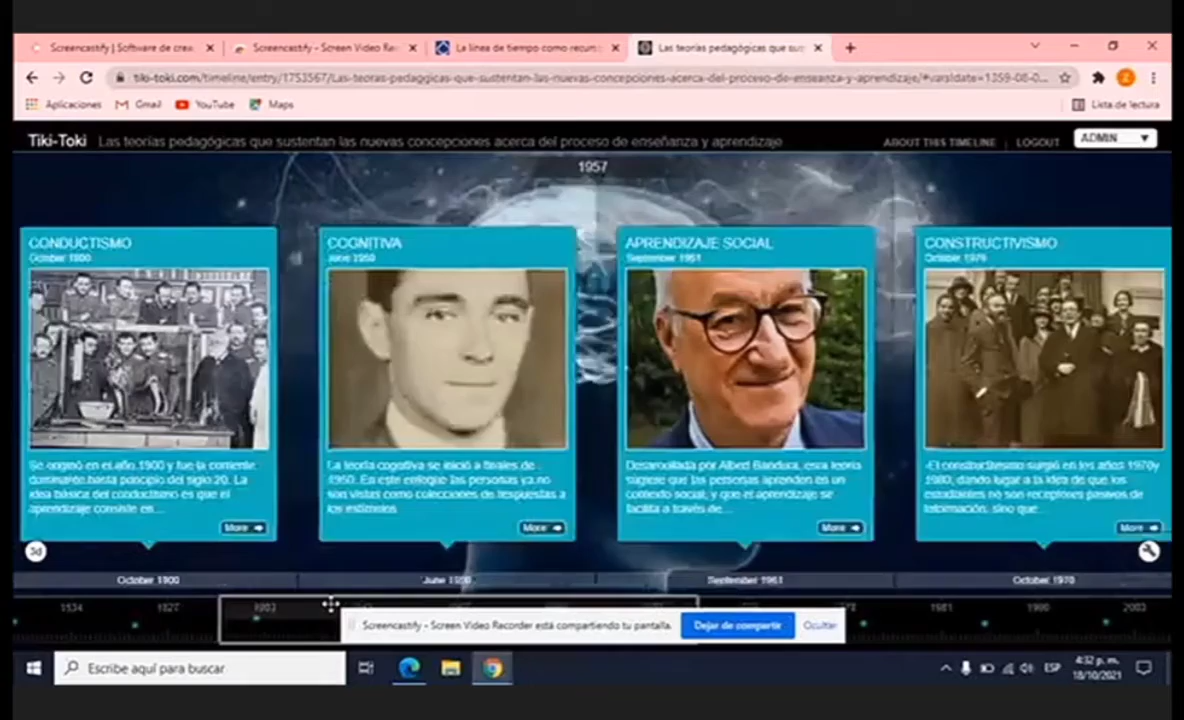 Screencastify | Software de crea
Screencastify - Screen Video Re
La línea de tiempo como recurs
Las teorías pedagógicas que sus
tiki-toki.com/timeline/entry/1753567/Las-teoras-pedaggicas-que-sustentan-las-nuevas-concepciones-acerca-del-proceso-de-enseanza-y-aprendizaje/#vars!date=1359-08-0...
Aplicaciones
Gmail
YouTube
Maps
Lista de lectura
Tiki-Toki
Las teorías pedagógicas que sustentan las nuevas concepciones acerca del proceso de enseñanza y aprendizaje
ABOUT THIS TIMELINE
LOGOUT
ADMIN
1957
CONDUCTISMO
October 1900
Se originó en el año 1900 y fue la corriente
dominante hasta principio del siglo 20. La
idea básica del conductismo es que el
aprendizaje consiste en...
More
COGNITIVA
La teoría cognitiva se inició a finales de
1950. En este enfoque las personas ya no
son vistas como colecciones de respuestas a
los estímulos
More
APRENDIZAJE SOCIAL
September 1961
Desarrollada por Albert Bandura, esta teoría
sugiere que las personas aprenden en un
contexto social, y que el aprendizaje se
facilita a través de...
More
CONSTRUCTIVISMO
October 1970
El constructivismo surgió en los años 1970y
1980, dando lugar a la idea de que los
estudiantes no son receptores pasivos de
información, sino que
More
3d
October 1900
September 1961
October 1970
1534
1827
1903
1981
1990
2003
Screencastify - Screen Video Recorder está compartiendo tu pantalla.
Dejar de compartir
Ocultar
Escribe aquí para buscar
ESP
4:32 p. m.
18/10/2021